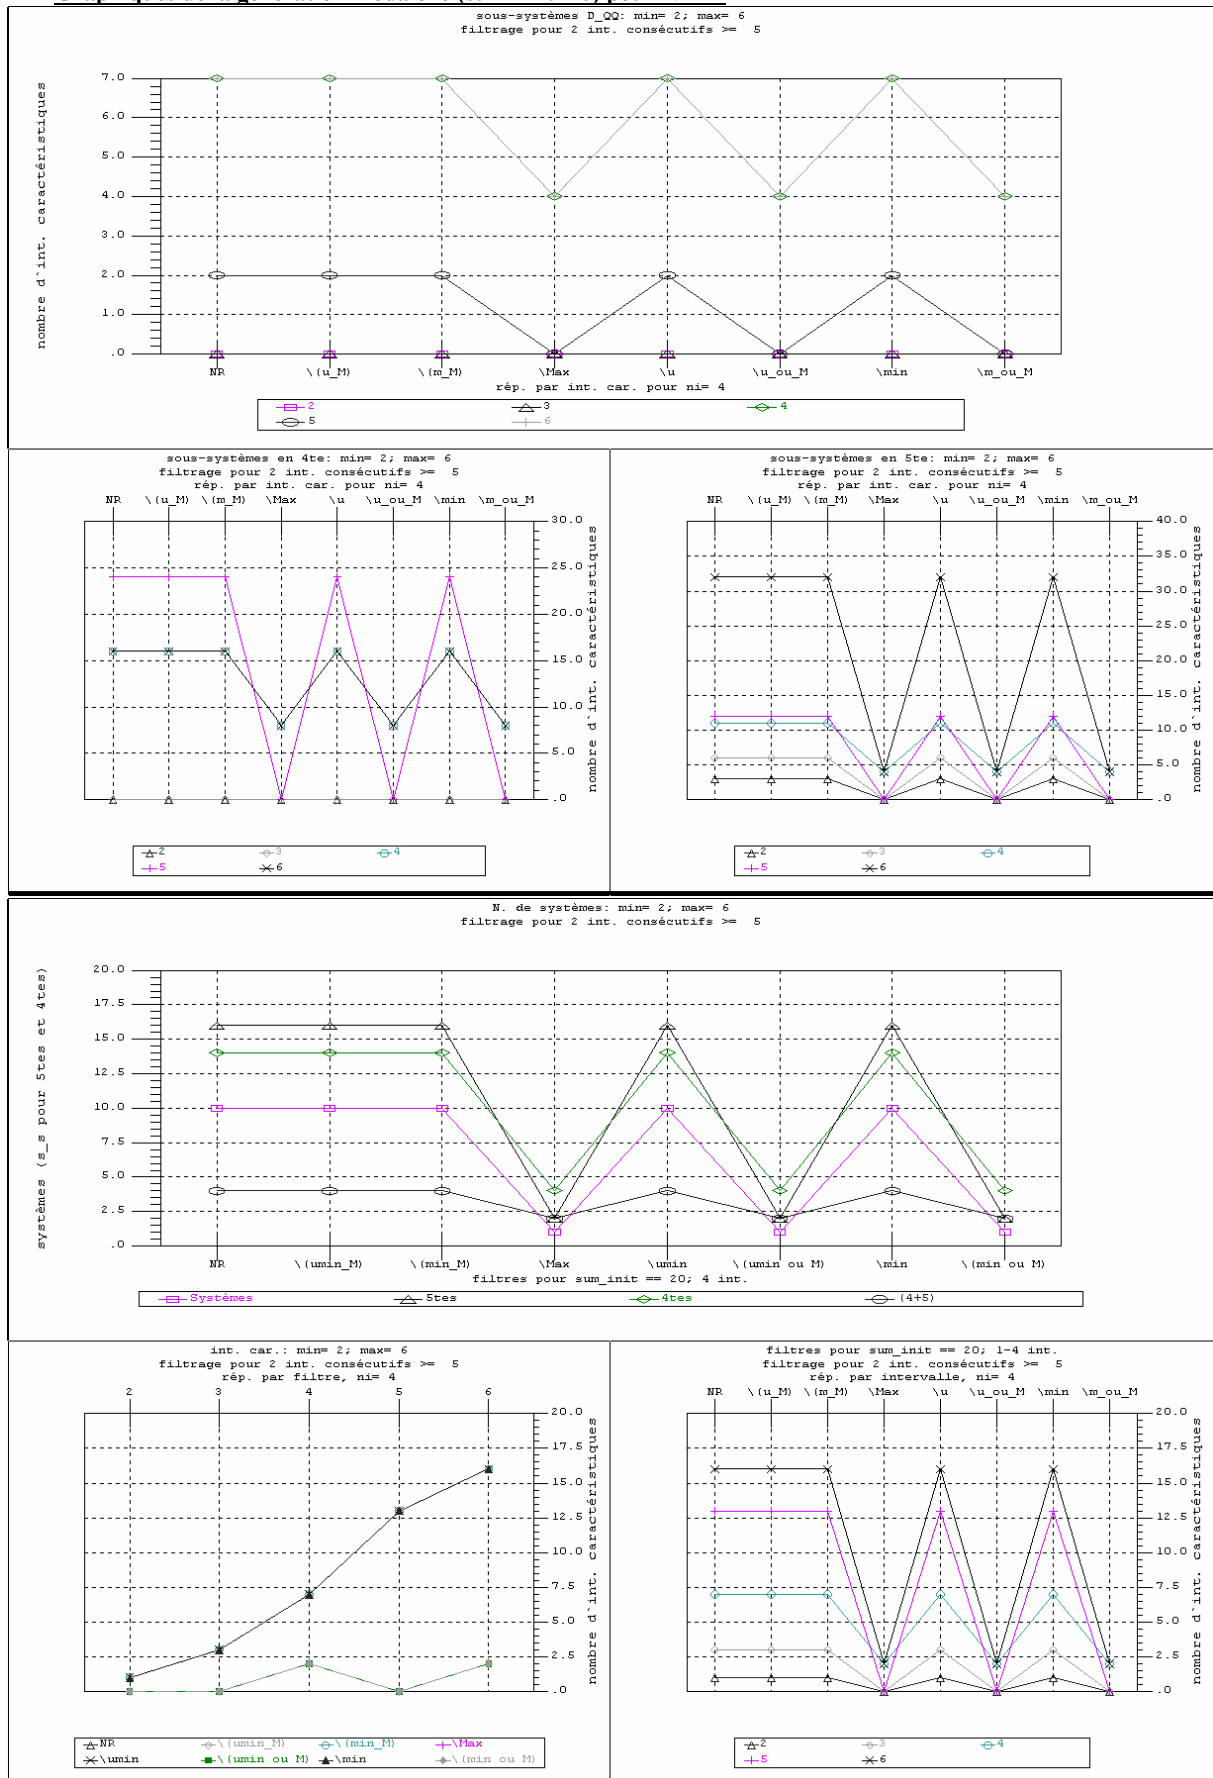 sous-systèmes D_QQ: min= 2; max= 6
filtrage pour 2 int. consécutifs >= 5
nombre d`int. caractéristiques
7.0
6.0
5.0
4.0
3.0
2.0
1.0
.0
NR \(u_M) \(m_M) \Max \u \u_ou_M \min \m_ou_M
rép. par int. car. pour ni= 4
2 3 4
5 6
sous-systèmes en 4te: min= 2; max= 6
filtrage pour 2 int. consécutifs >= 5
rép. par int. car. pour ni= 4
NR \(u_M) \(m_M) \Max \u \u_ou_M \min \m_ou_M
30.0
25.0
20.0
15.0
10.0
5.0
.0
nombre d`int. caractéristiques
2 3 4
5 6
sous-systèmes en 5te: min= 2; max= 6
filtrage pour 2 int. consécutifs >= 5
rép. par int. car. pour ni= 4
NR \(u_M) \(m_M) \Max \u \u_ou_M \min \m_ou_M
40.0
35.0
30.0
25.0
20.0
15.0
10.0
5.0
.0
nombre d`int. caractéristiques
2 3 4
5 6
N. de systèmes: min= 2; max= 6
filtrage pour 2 int. consécutifs >= 5
systèmes (s_s pour 5tes et 4tes)
20.0
17.5
15.0
12.5
10.0
7.5
5.0
2.5
.0
NR \(umin_M) \(min_M) \Max \umin \(umin ou M) \min \(min ou M)
filtres pour sum_init == 20; 4 int.
Systèmes 5tes 4tes (4+5)
int. car.: min= 2; max= 6
filtrage pour 2 int. consécutifs >= 5
rép. par filtre, ni= 4
2 3 4 5 6
20.0
17.5
15.0
12.5
10.0
7.5
5.0
2.5
.0
nombre d`int. caractéristiques
NR \(umin_M) \(min_M) \Max
\umin \(umin ou M) \min \(min ou M)
filtres pour sum_init == 20; 1-4 int.
filtrage pour 2 int. consécutifs >= 5
rép. par intervalle, ni= 4
NR \(u_M) \(m_M) \Max \u \u_ou_M \min \m_ou_M
20.0
17.5
15.0
12.5
10.0
7.5
5.0
2.5
.0
nombre d`int. caractéristiques
2 3 4
5 6